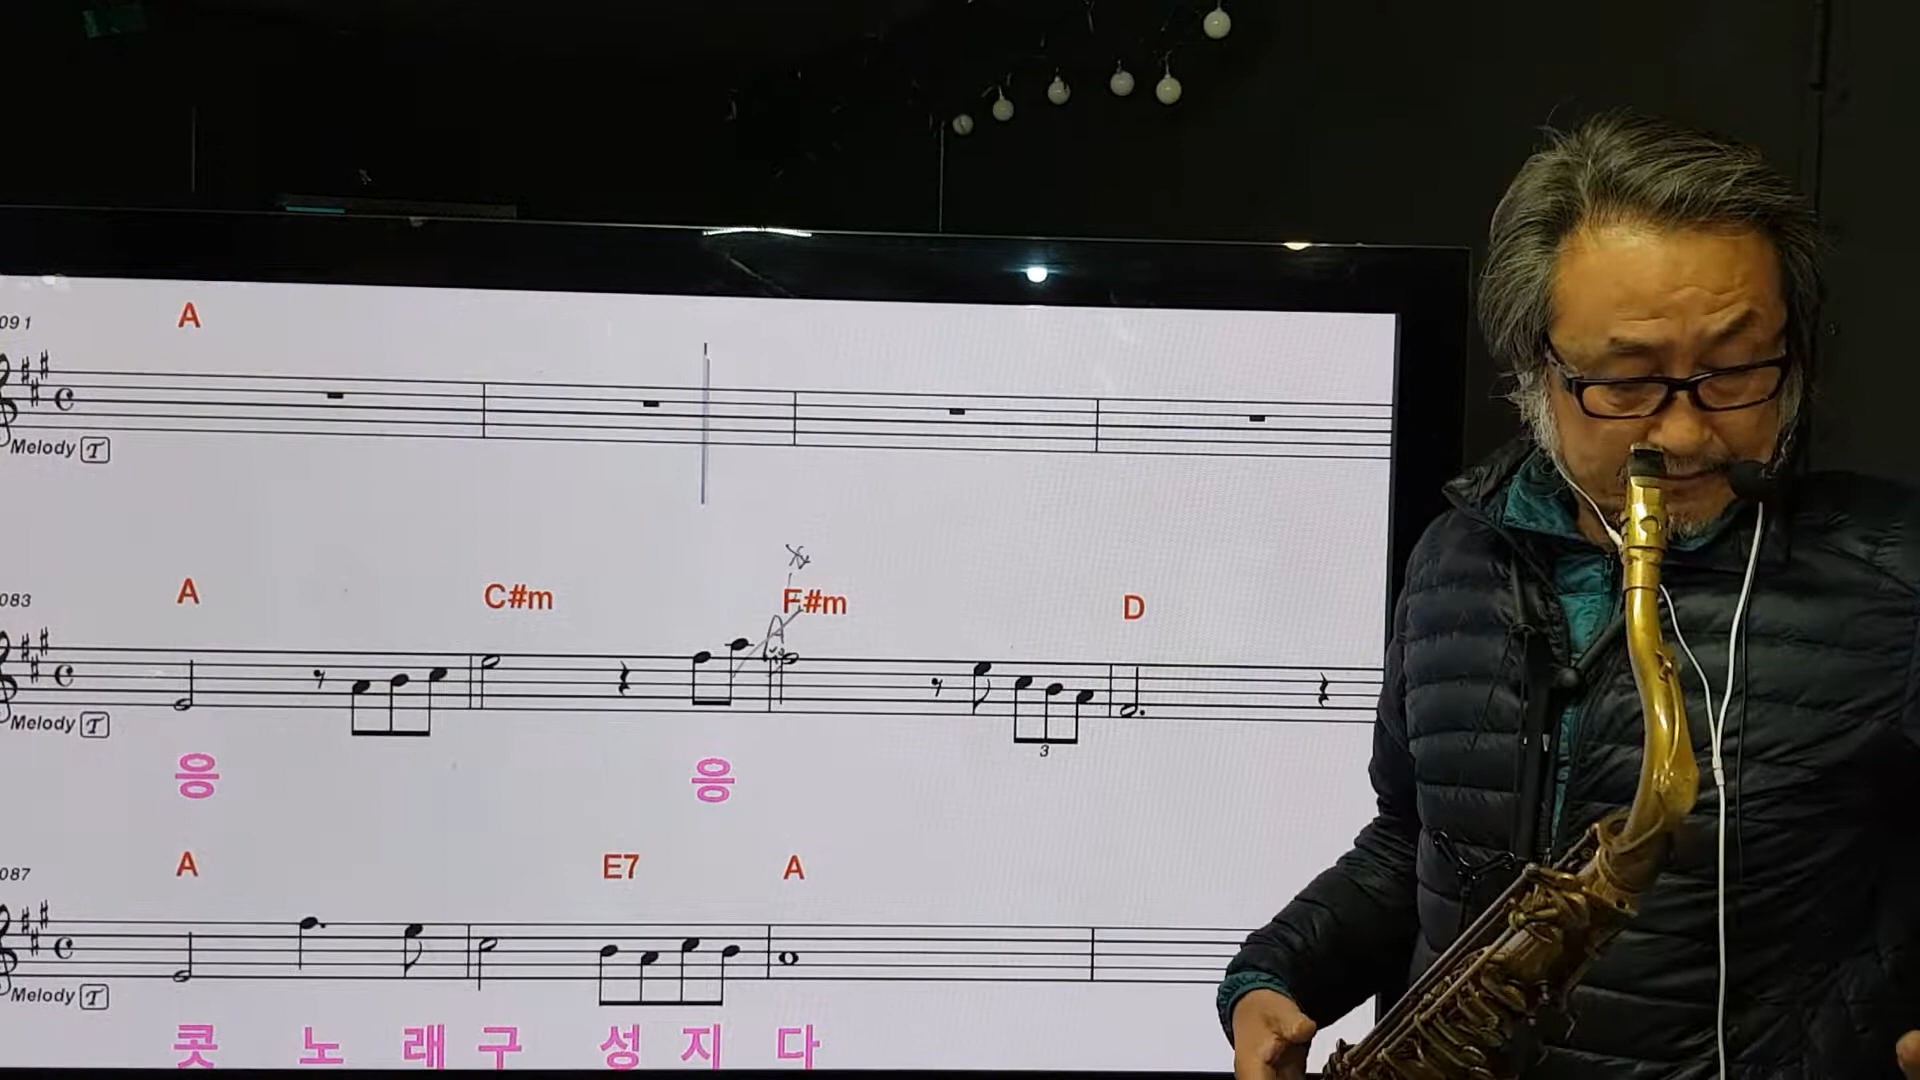 091 A
Melody T
083 A C#m F#m D
Melody T
3
응 응
087 A E7 A
Melody T
콧 노 래 구 성 지 다